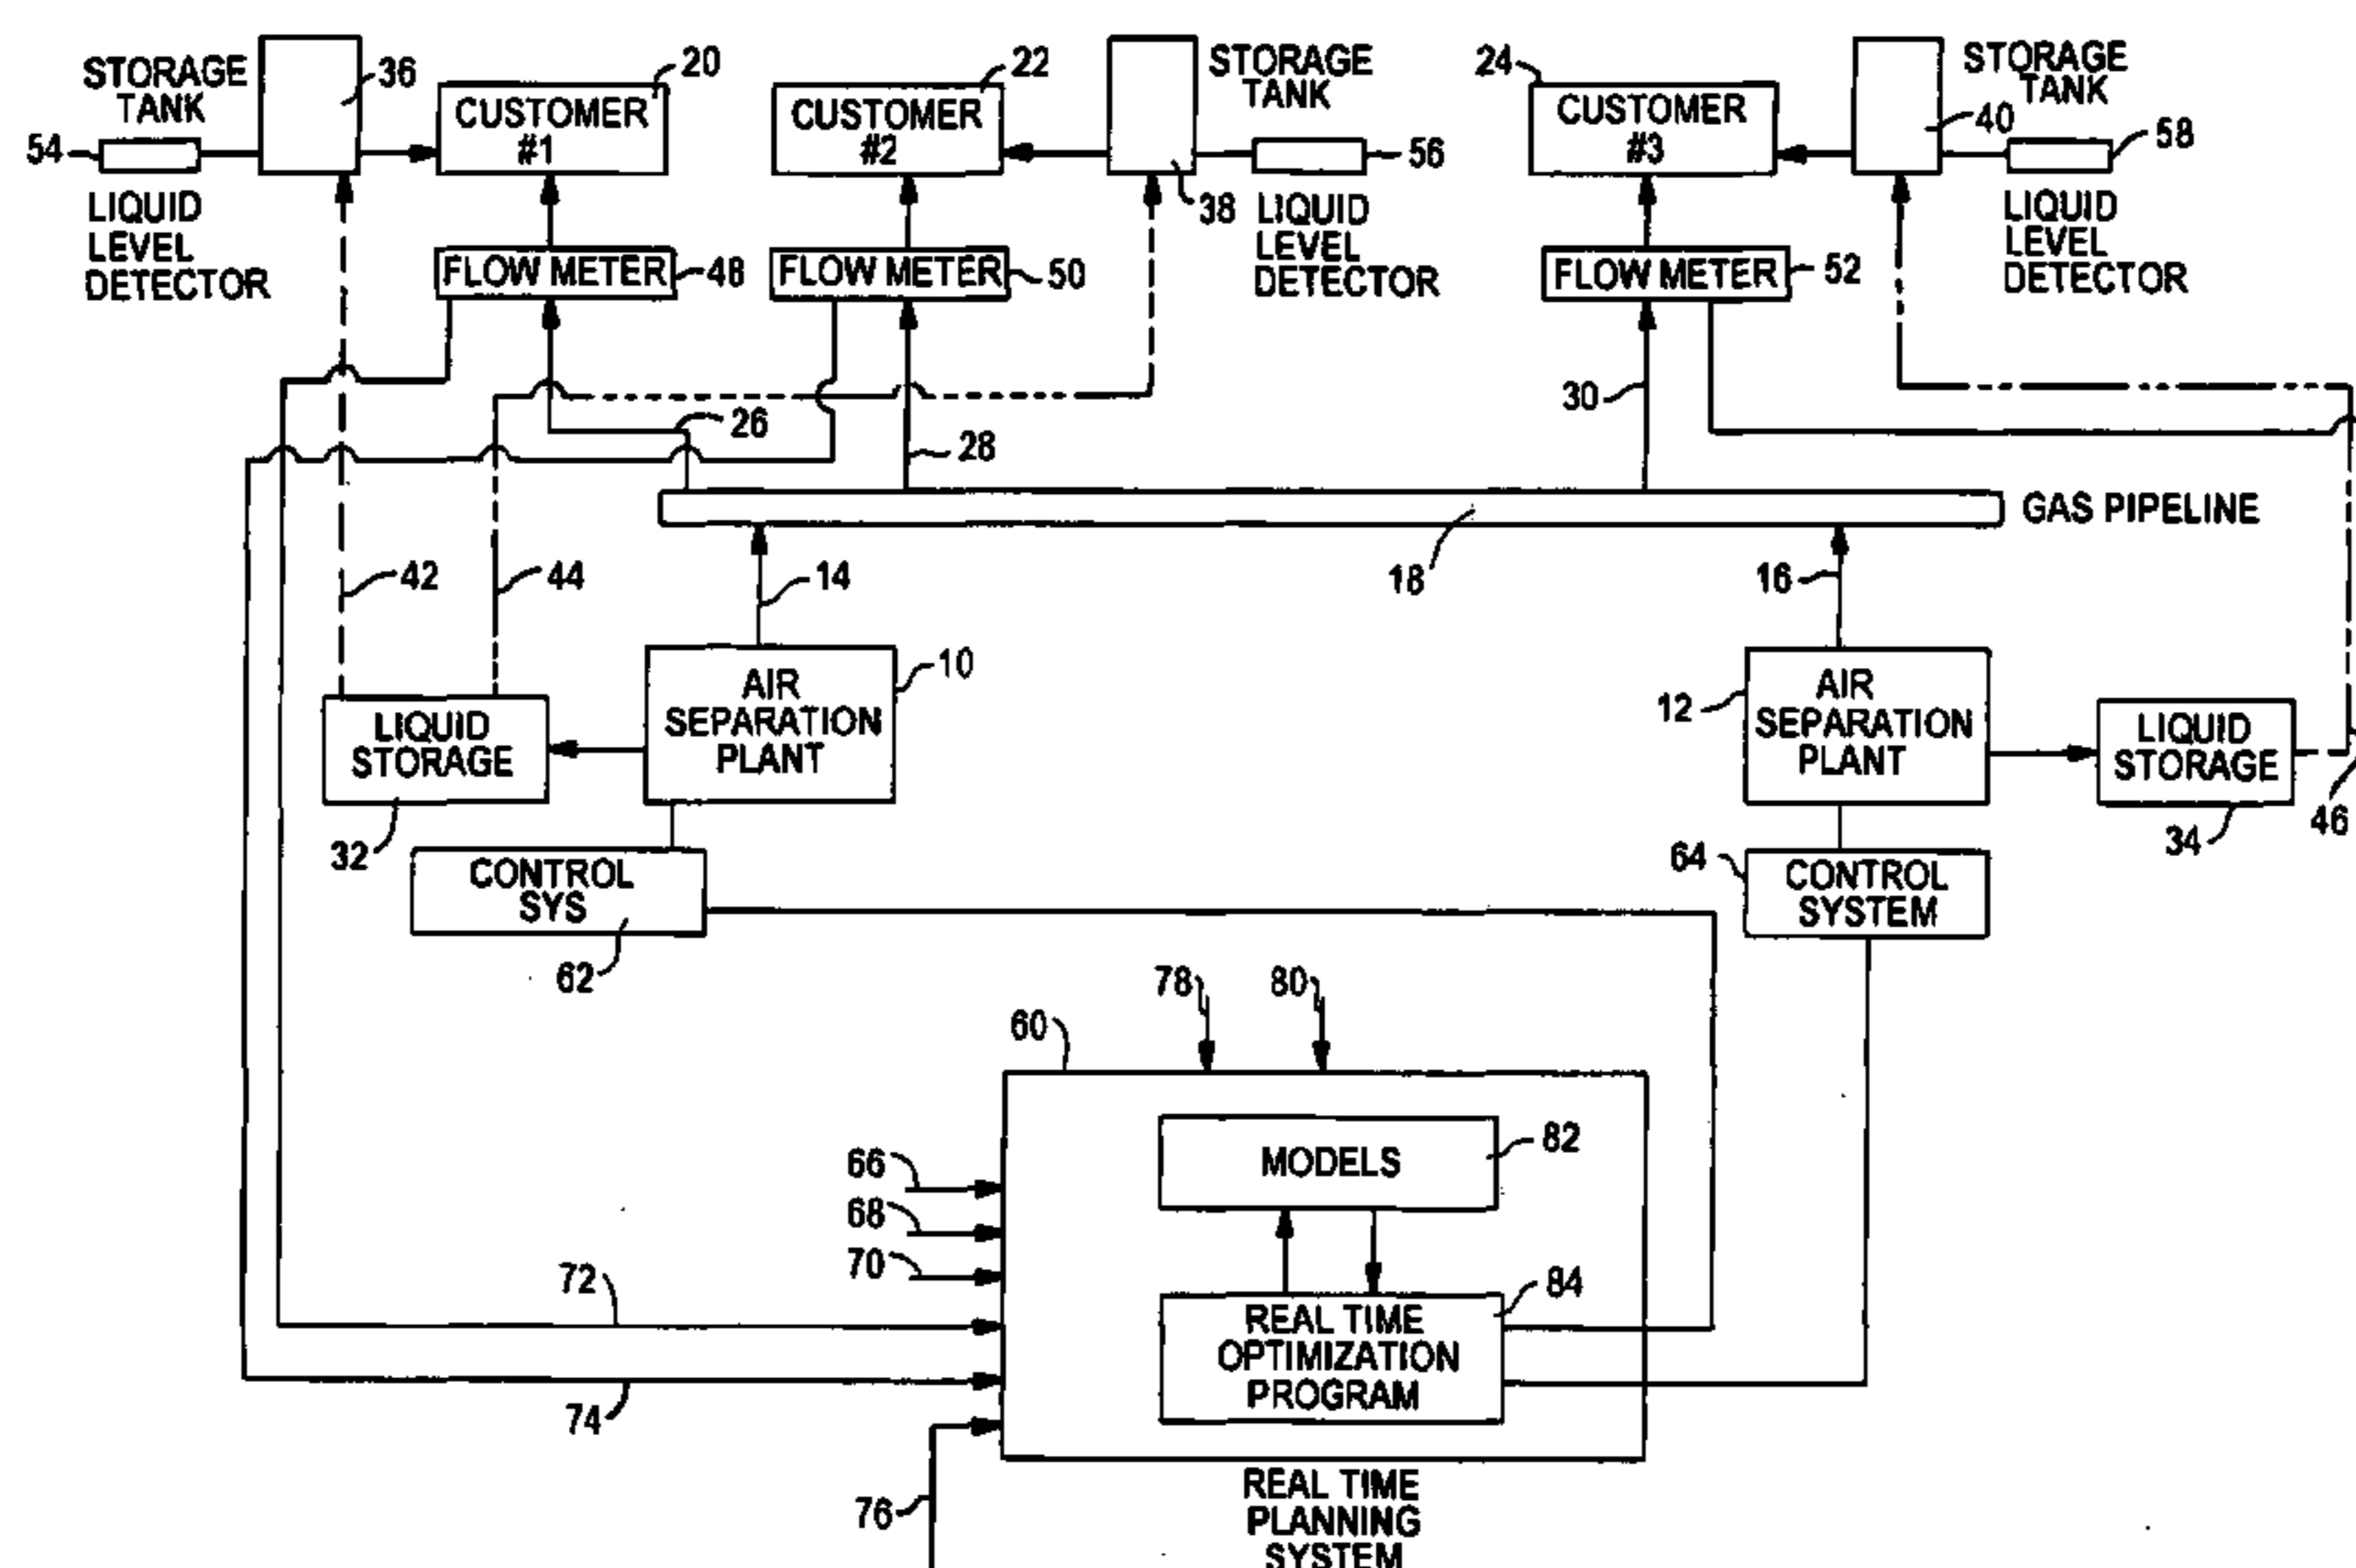 STORAGE
TANK
36
20
22
STORAGE
TANK
24
STORAGE
TANK
40
54
CUSTOMER
#1
CUSTOMER
#2
56
CUSTOMER
#3
58
LIQUID
LEVEL
DETECTOR
38
LIQUID
LEVEL
DETECTOR
LIQUID
LEVEL
DETECTOR
FLOW METER
48
FLOW METER
50
FLOW METER
52
26
28
30
GAS PIPELINE
18
42
44
14
16
10
AIR
SEPARATION
PLANT
12
AIR
SEPARATION
PLANT
LIQUID
STORAGE
LIQUID
STORAGE
32
34
46
CONTROL
SYS
62
64
CONTROL
SYSTEM
78
80
60
MODELS
82
66
68
70
72
84
REAL TIME
OPTIMIZATION
PROGRAM
74
76
REAL TIME
PLANNING
SYSTEM